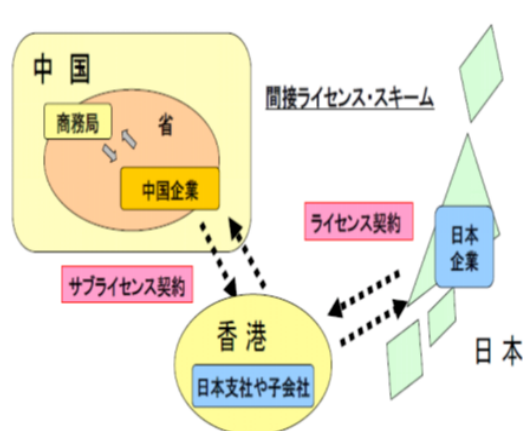 中国
間接ライセンス・スキーム
商務局
省
中国企業
ライセンス契約
日本
企業
サブライセンス契約
香港
日本支社や子会社
日本